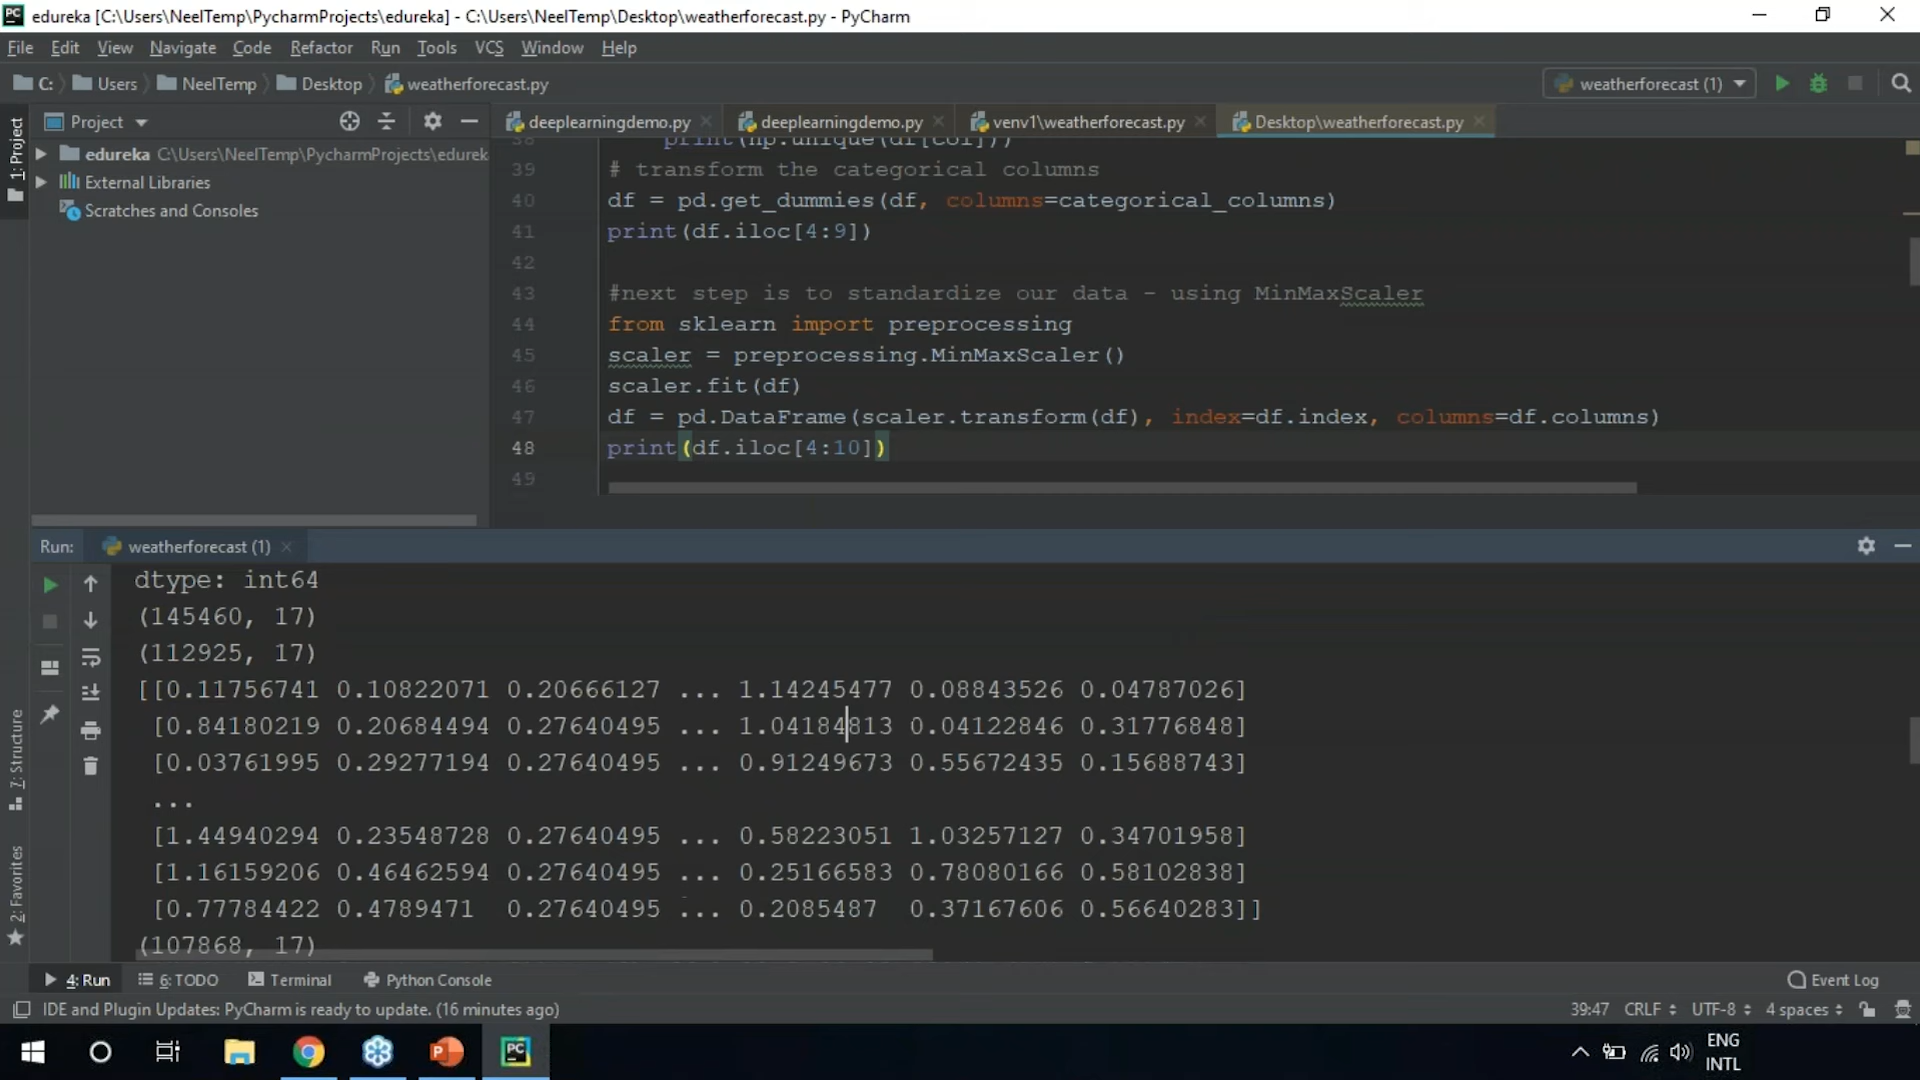 PC edureka [C:\Users\NeelTemp\PycharmProjects\edureka] - C:\Users\NeelTemp\Desktop\weatherforecast.py - PyCharm
File Edit View Navigate Code Refactor Run Tools VCS Window Help
C: Users NeelTemp Desktop weatherforecast.py weatherforecast (1)
1: Project
Project
deeplearningdemo.py deeplearningdemo.py venv1\weatherforecast.py Desktop\weatherforecast.py
edureka C:\Users\NeelTemp\PycharmProjects\edurek
External Libraries
Scratches and Consoles
38 print(np.unique(df[col]))
39 # transform the categorical columns
40 df = pd.get_dummies(df, columns=categorical_columns)
41 print(df.iloc[4:9])
42
43 #next step is to standardize our data - using MinMaxScaler
44 from sklearn import preprocessing
45 scaler = preprocessing.MinMaxScaler()
46 scaler.fit(df)
47 df = pd.DataFrame(scaler.transform(df), index=df.index, columns=df.columns)
48 print(df.iloc[4:10])
49
Run: weatherforecast (1)
dtype: int64
(145460, 17)
(112925, 17)
[[0.11756741 0.10822071 0.20666127 ... 1.14245477 0.08843526 0.04787026]
[0.84180219 0.20684494 0.27640495 ... 1.04184813 0.04122846 0.31776848]
[0.03761995 0.29277194 0.27640495 ... 0.91249673 0.55672435 0.15688743]
...
[1.44940294 0.23548728 0.27640495 ... 0.58223051 1.03257127 0.34701958]
[1.16159206 0.46462594 0.27640495 ... 0.25166583 0.78080166 0.58102838]
[0.77784422 0.4789471 0.27640495 ... 0.2085487 0.37167606 0.56640283]]
(107868, 17)
7: Structure
2: Favorites
4: Run 6: TODO Terminal Python Console Event Log
IDE and Plugin Updates: PyCharm is ready to update. (16 minutes ago) 39:47 CRLF UTF-8 4 spaces
PC
ENG
INTL